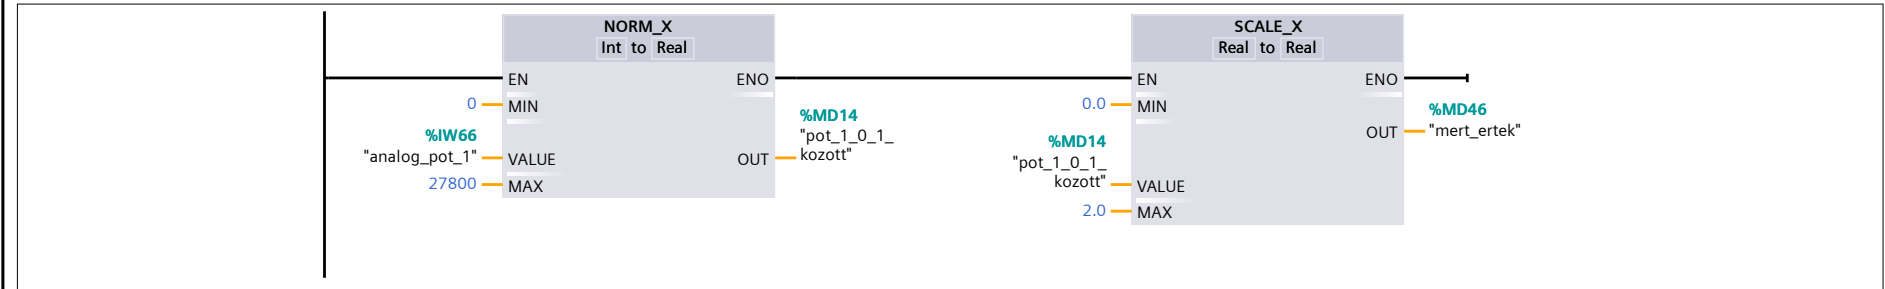 NORM_X
Int to Real
EN
ENO
0
MIN
%IW66
"analog_pot_1"
VALUE
27800
MAX
OUT
%MD14
"pot_1_0_1_
kozott"
SCALE_X
Real to Real
EN
ENO
0.0
MIN
%MD14
"pot_1_0_1_
kozott"
VALUE
2.0
MAX
OUT
%MD46
"mert_ertek"